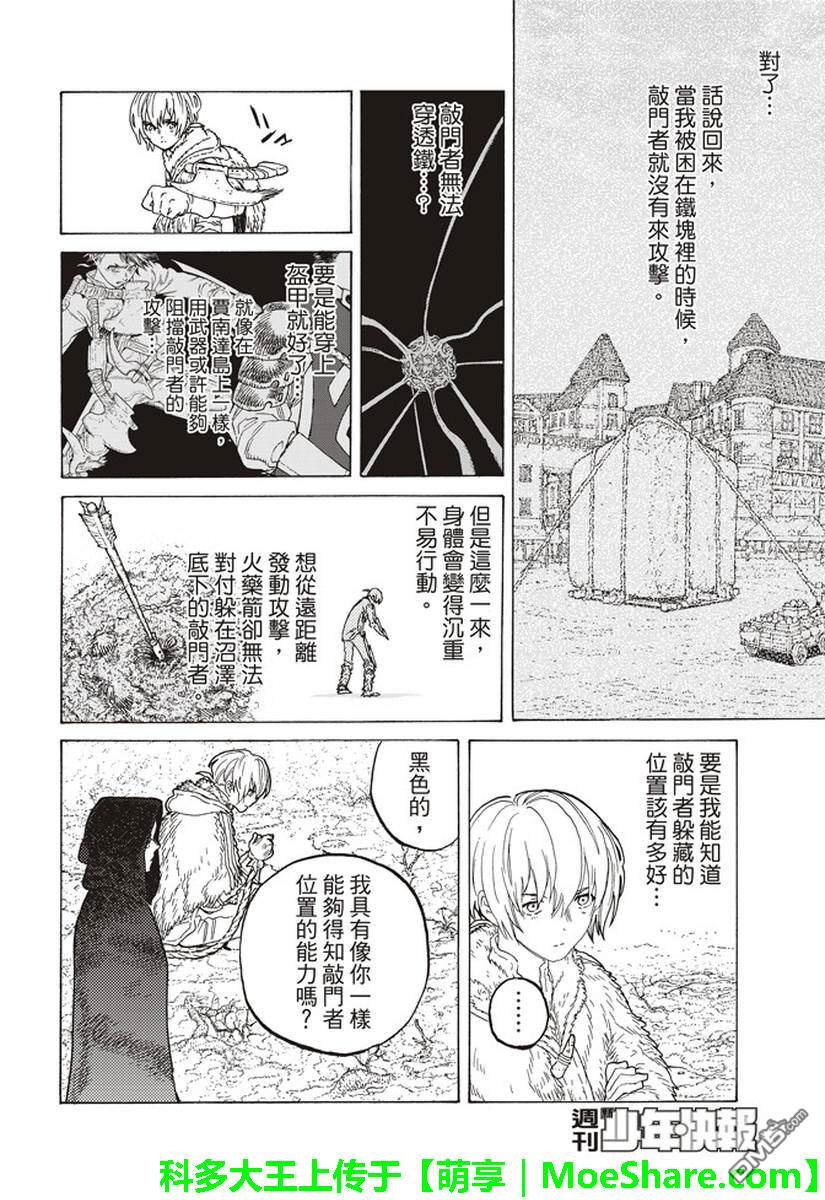 對了…
話說回來，
當我被困在鐵塊裡的時候，
敲門者就沒有來攻擊。
敲門者無法
穿透鐵…？
要是能穿上
盔甲就好了…
就像在
賈南達島上一樣，
用武器或許能夠
阻擋敲門者的
攻擊…
但是這麼一來，
身體會變得沉重
不易行動。
想從遠距離
發動攻擊，
火藥箭卻無法
對付躲在沼澤
底下的敲門者。
要是我能知道
敲門者躲藏的
位置該有多好…
……
黑色的，
我具有像你一樣
能夠得知敲門者
位置的能力嗎？
週刊
新少年快報
科多大王上传于【萌享】|MoeShare.com】